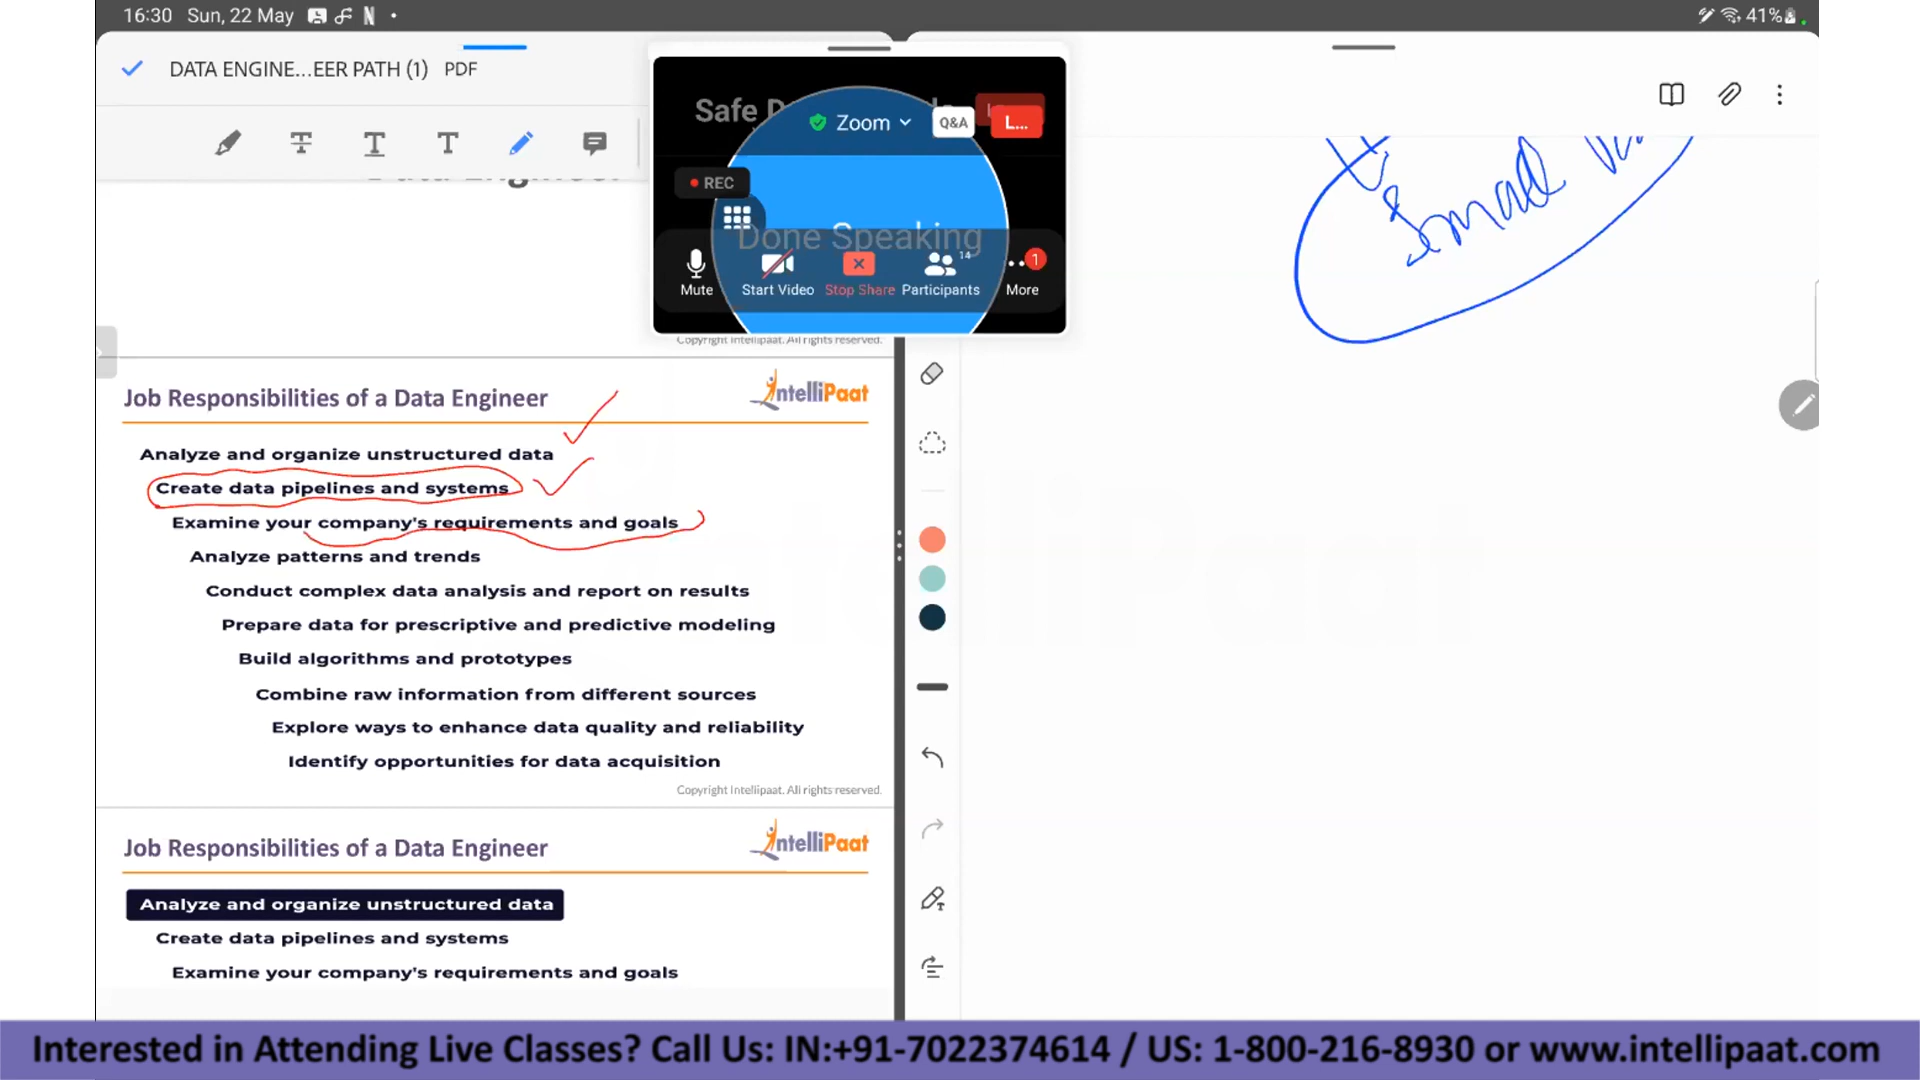 16:30 Sun, 22 May
41%
DATA ENGINE...EER PATH (1) PDF
Zoom
Q&A
L...
REC
Done Speaking
14
1
Mute
Start Video
Stop Share
Participants
More
Data Engineer
Copyright Intellipaat. All rights reserved.
Job Responsibilities of a Data Engineer
IntelliPaat
Analyze and organize unstructured data
Create data pipelines and systems
Examine your company's requirements and goals
Analyze patterns and trends
Conduct complex data analysis and report on results
Prepare data for prescriptive and predictive modeling
Build algorithms and prototypes
Combine raw information from different sources
Explore ways to enhance data quality and reliability
Identify opportunities for data acquisition
Copyright Intellipaat. All rights reserved.
Job Responsibilities of a Data Engineer
IntelliPaat
Analyze and organize unstructured data
Create data pipelines and systems
Examine your company's requirements and goals
Interested in Attending Live Classes? Call Us: IN:+91-7022374614 / US: 1-800-216-8930 or www.intellipaat.com